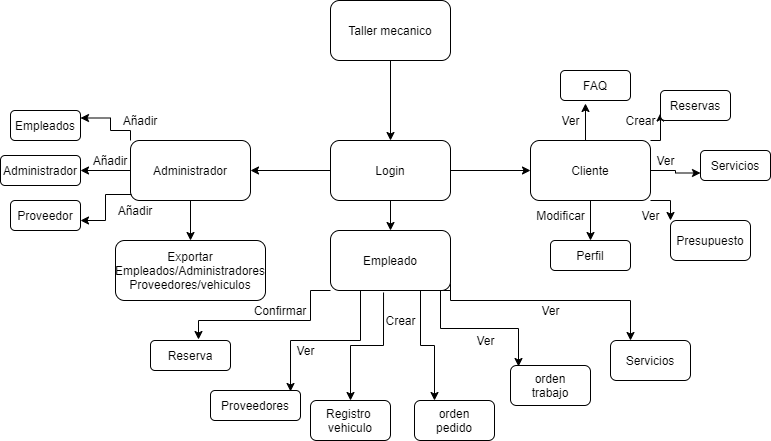 Taller mecanico
FAQ
Ver
Reservas
Crear
Empleados
Añadir
Administrador
Añadir
Proveedor
Añadir
Administrador
Login
Cliente
Ver
Servicios
Modificar
Ver
Perfil
Presupuesto
Exportar
Empleados/Administradores
Proveedores/vehiculos
Empleado
Confirmar
Reserva
Ver
Proveedores
Crear
Registro
vehiculo
orden
pedido
Ver
orden
trabajo
Ver
Servicios